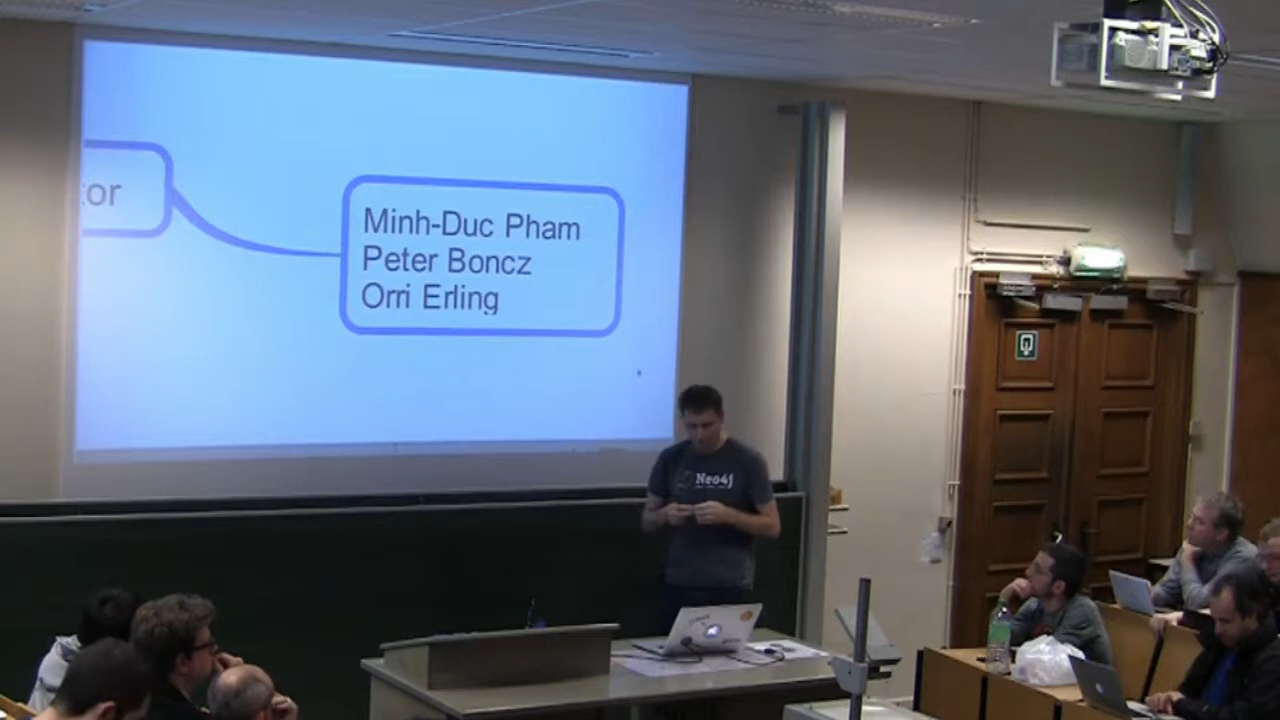 tor
Minh-Duc Pham
Peter Boncz
Orri Erling
Neo4j